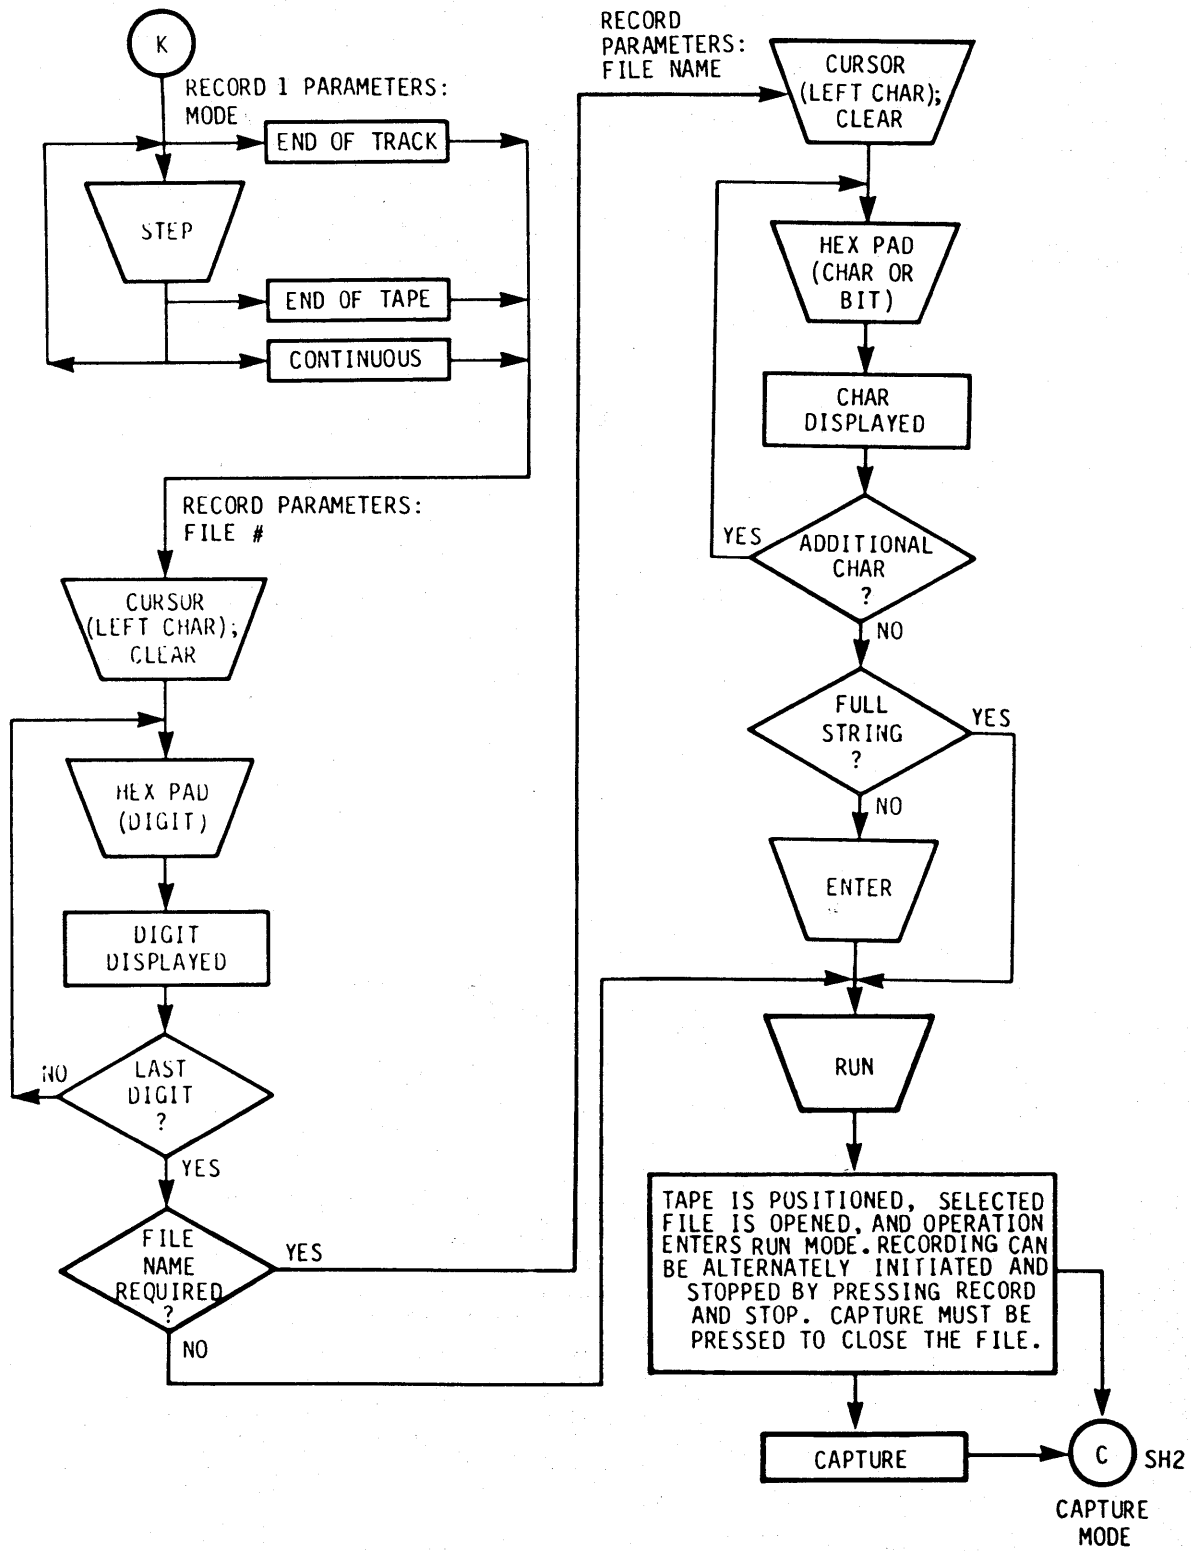 K
RECORD 1 PARAMETERS:
MODE
END OF TRACK
STEP
END OF TAPE
CONTINUOUS
RECORD PARAMETERS:
FILE #
CURSOR
(LEFT CHAR);
CLEAR
HEX PAD
(DIGIT)
DIGIT
DISPLAYED
LAST
DIGIT
?
NO
YES
FILE
NAME
REQUIRED
?
YES
NO
RECORD
PARAMETERS:
FILE NAME
CURSOR
(LEFT CHAR);
CLEAR
HEX PAD
(CHAR OR
BIT)
CHAR
DISPLAYED
YES
ADDITIONAL
CHAR
?
NO
FULL
STRING
?
YES
NO
ENTER
RUN
TAPE IS POSITIONED, SELECTED
FILE IS OPENED, AND OPERATION
ENTERS RUN MODE. RECORDING CAN
BE ALTERNATELY INITIATED AND
STOPPED BY PRESSING RECORD
AND STOP. CAPTURE MUST BE
PRESSED TO CLOSE THE FILE.
CAPTURE
C
SH2
CAPTURE
MODE